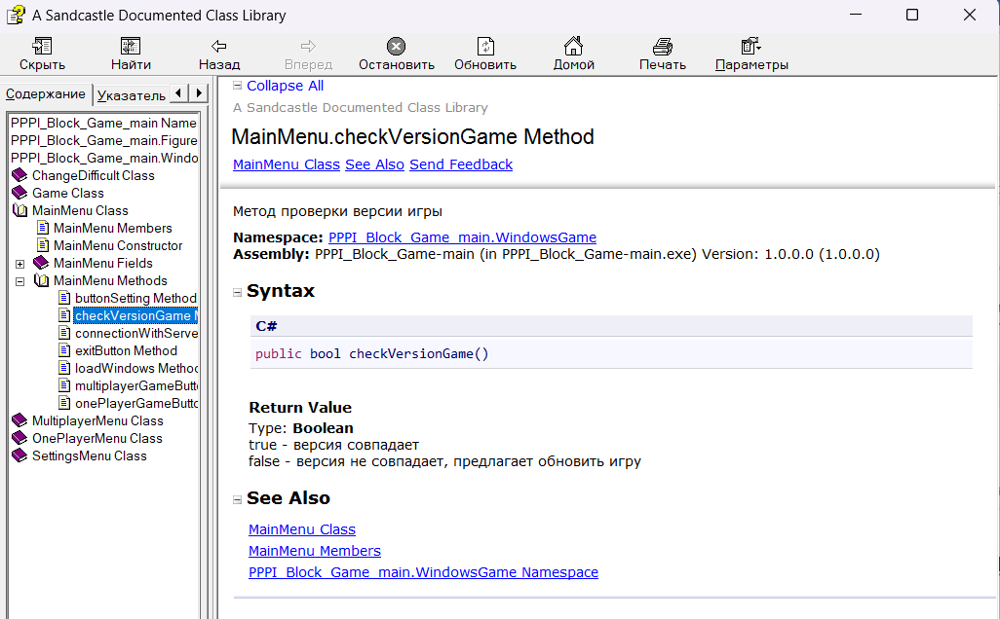 A Sandcastle Documented Class Library
Скрыть Найти Назад Вперед Остановить Обновить Домой Печать Параметры
Содержание Указатель
PPPI_Block_Game_main Name
PPPI_Block_Game_main.Figure
PPPI_Block_Game_main.Windo
ChangeDifficult Class
Game Class
MainMenu Class
MainMenu Members
MainMenu Constructor
MainMenu Fields
MainMenu Methods
buttonSetting Method
checkVersionGame M
connectionWithServe
exitButton Method
loadWindows Method
multiplayerGameButto
onePlayerGameButto
MultiplayerMenu Class
OnePlayerMenu Class
SettingsMenu Class
Collapse All
A Sandcastle Documented Class Library
MainMenu.checkVersionGame Method
MainMenu Class See Also Send Feedback
Метод проверки версии игры
Namespace: PPPI_Block_Game_main.WindowsGame
Assembly: PPPI_Block_Game-main (in PPPI_Block_Game-main.exe) Version: 1.0.0.0 (1.0.0.0)
Syntax
C#
public bool checkVersionGame()
Return Value
Type: Boolean
true - версия совпадает
false - версия не совпадает, предлагает обновить игру
See Also
MainMenu Class
MainMenu Members
PPPI_Block_Game_main.WindowsGame Namespace